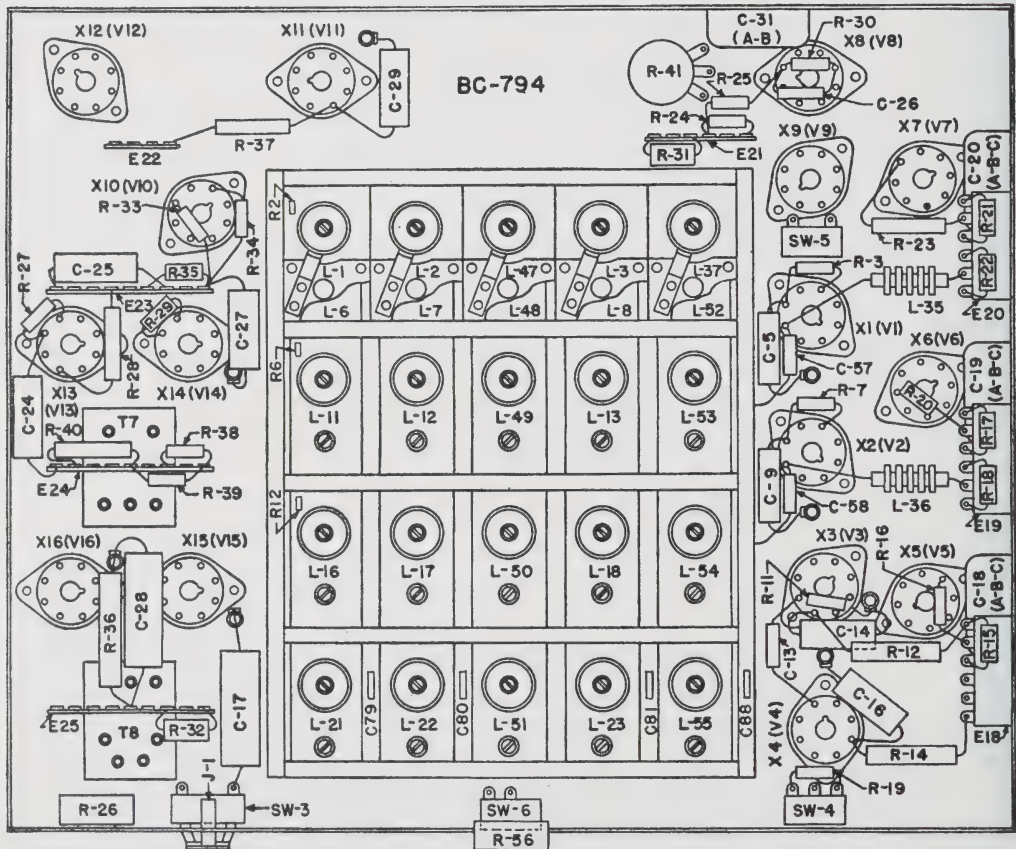 X12 (V12)
X11 (V11)
C-29
BC-794
C-31
(A-B)
R-30
X8 (V8)
R-41
R-25
C-26
R-24
R-37
E22
R-31
E21
X9 (V9)
X7 (V7)
C-20
(A-B-C)
X10 (V10)
R-33
R-34
R2
SW-5
R-23
R-21
R-22
R-27
C-25
R-35
E23
R-29
C-27
L-1
L-2
L-47
L-3
L-37
L-6
L-7
L-48
L-8
L-52
R-3
L-35
E20
X1 (V1)
C-5
C-57
R-7
X6 (V6)
C-19
(A-B-C)
R-20
R-17
R-18
E19
R-28
C-24
X13
(V13)
X14 (V14)
R6
L-11
L-12
L-49
L-13
L-53
R-40
T7
R-38
E24
R-39
X2 (V2)
C-9
C-58
L-36
R12
L-16
L-17
L-50
L-18
L-54
X16 (V16)
X15 (V15)
R-36
C-28
C-17
X3 (V3)
R-16
X5 (V5)
C-18
(A-B-C)
R-11
C-14
C-13
R-12
R-15
E25
T8
R-32
L-21
C79
L-22
C80
L-51
L-23
C81
L-55
C88
C-16
X4 (V4)
R-14
E18
R-19
R-26
J-1
SW-3
SW-6
R-56
SW-4